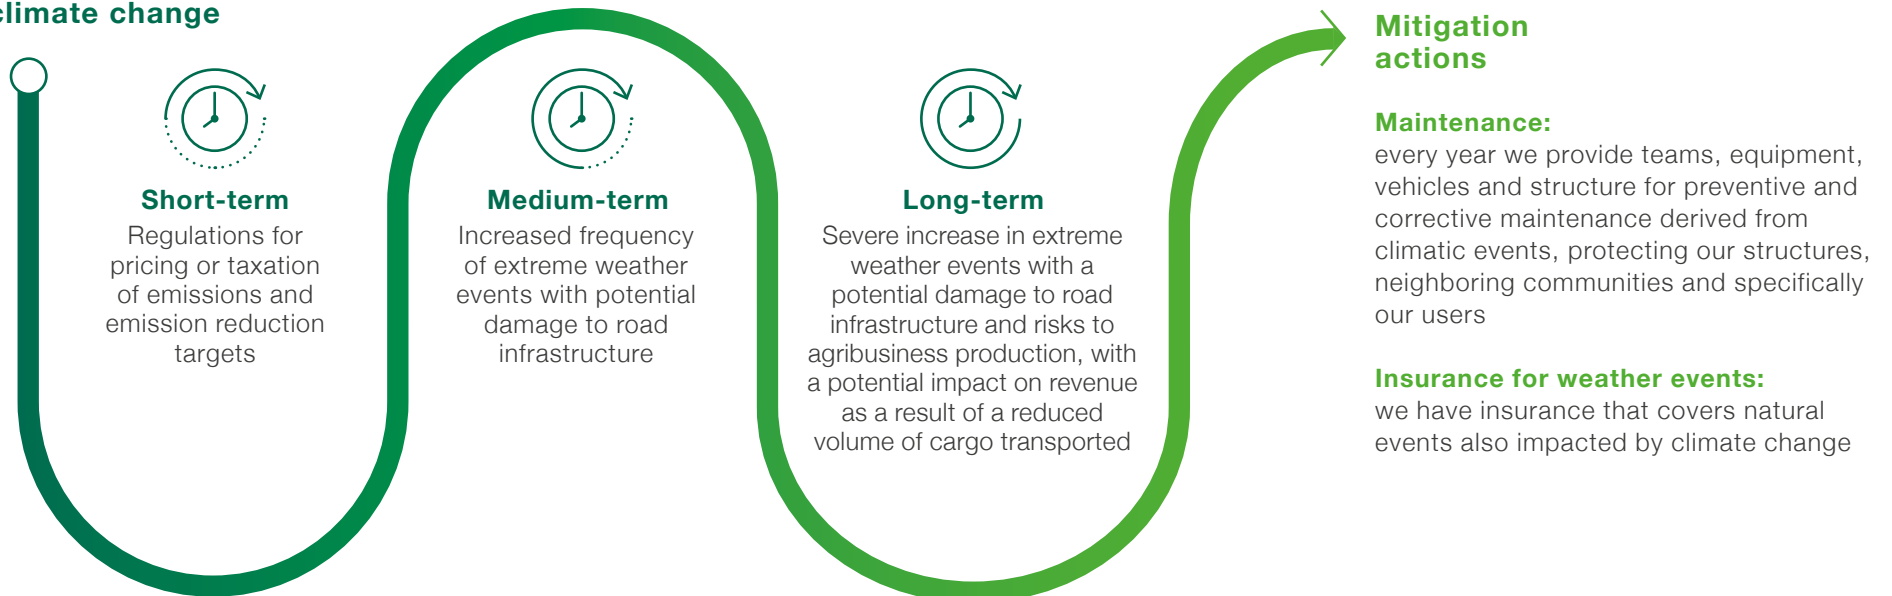 climate change
Short-term
Regulations for
pricing or taxation
of emissions and
emission reduction
targets
Medium-term
Increased frequency
of extreme weather
events with potential
damage to road
infrastructure
Long-term
Severe increase in extreme
weather events with a
potential damage to road
infrastructure and risks to
agribusiness production, with
a potential impact on revenue
as a result of a reduced
volume of cargo transported
Mitigation
actions
Maintenance:
every year we provide teams, equipment,
vehicles and structure for preventive and
corrective maintenance derived from
climatic events, protecting our structures,
neighboring communities and specifically
our users
Insurance for weather events:
we have insurance that covers natural
events also impacted by climate change